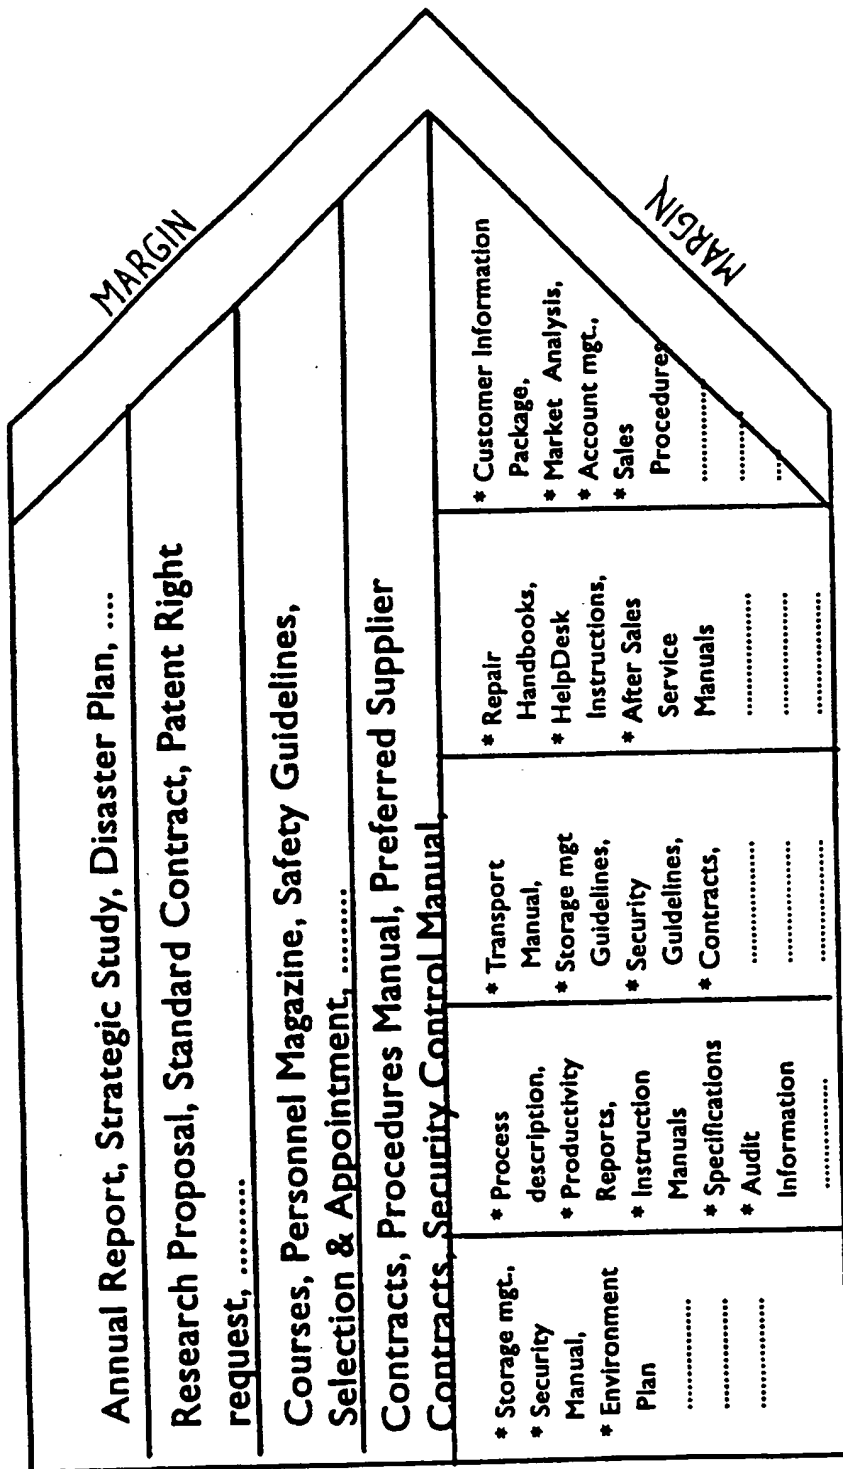 MARGIN
Annual Report, Strategic Study, Disaster Plan, ....
Research Proposal, Standard Contract, Patent Right
request, ..........
Courses, Personnel Magazine, Safety Guidelines,
Selection & Appointment, .........
Contracts, Procedures Manual, Preferred Supplier
Contracts, Security Control Manual,
* Storage mgt.,
* Security
Manual,
* Environment
Plan
..................
..................
..................
* Process
description,
* Productivity
Reports,
* Instruction
Manuals
* Specifications
* Audit
Information
..................
* Transport
Manual,
* Storage mgt
Guidelines,
* Security
Guidelines,
* Contracts,
....................
....................
....................
* Repair
Handbooks,
* HelpDesk
Instructions,
* After Sales
Service
Manuals
....................
....................
....................
* Customer Information
Package,
* Market Analysis,
* Account mgt.,
* Sales
Procedures
..................
............
......
MARGIN